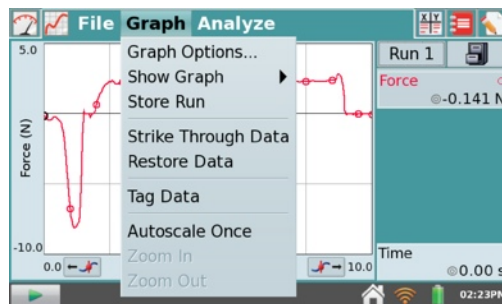 File Graph Analyze
5.0
Force (N)
-10.0
0.0
10.0
Graph Options...
Show Graph
Store Run
Strike Through Data
Restore Data
Tag Data
Autoscale Once
Zoom In
Zoom Out
X Y
Run 1
Force
-0.141 N
Time
0.00 s
02:23PM